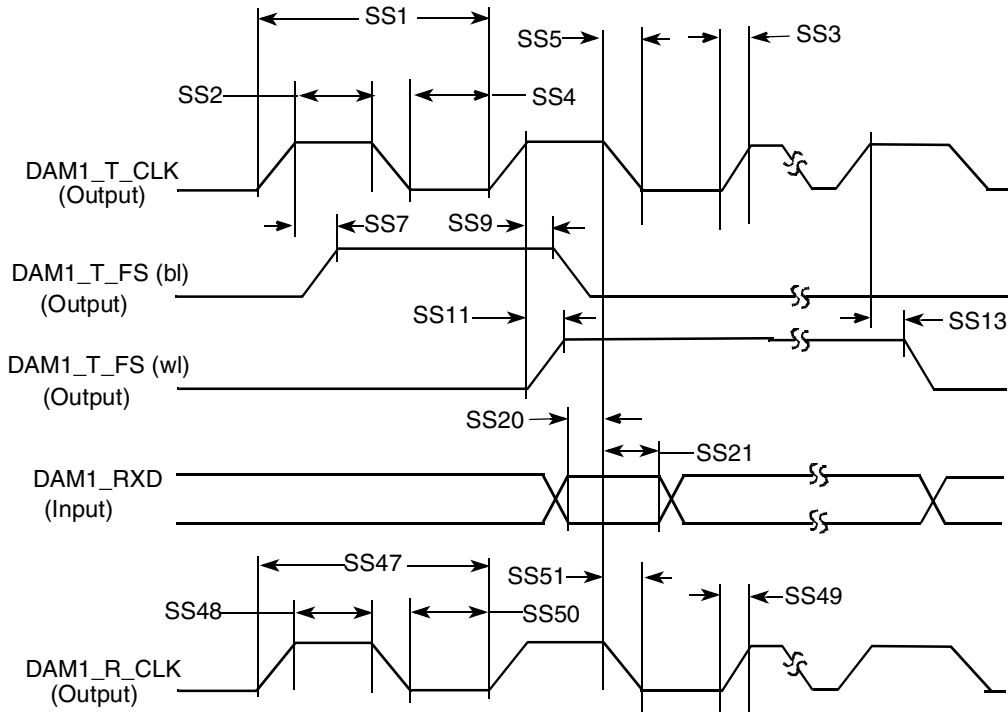 SS1
SS5
SS3
SS2
SS4
DAM1_T_CLK
(Output)
SS7
SS9
DAM1_T_FS (bl)
(Output)
SS11
SS13
DAM1_T_FS (wl)
(Output)
SS20
SS21
DAM1_RXD
(Input)
SS47
SS51
SS49
SS48
SS50
DAM1_R_CLK
(Output)